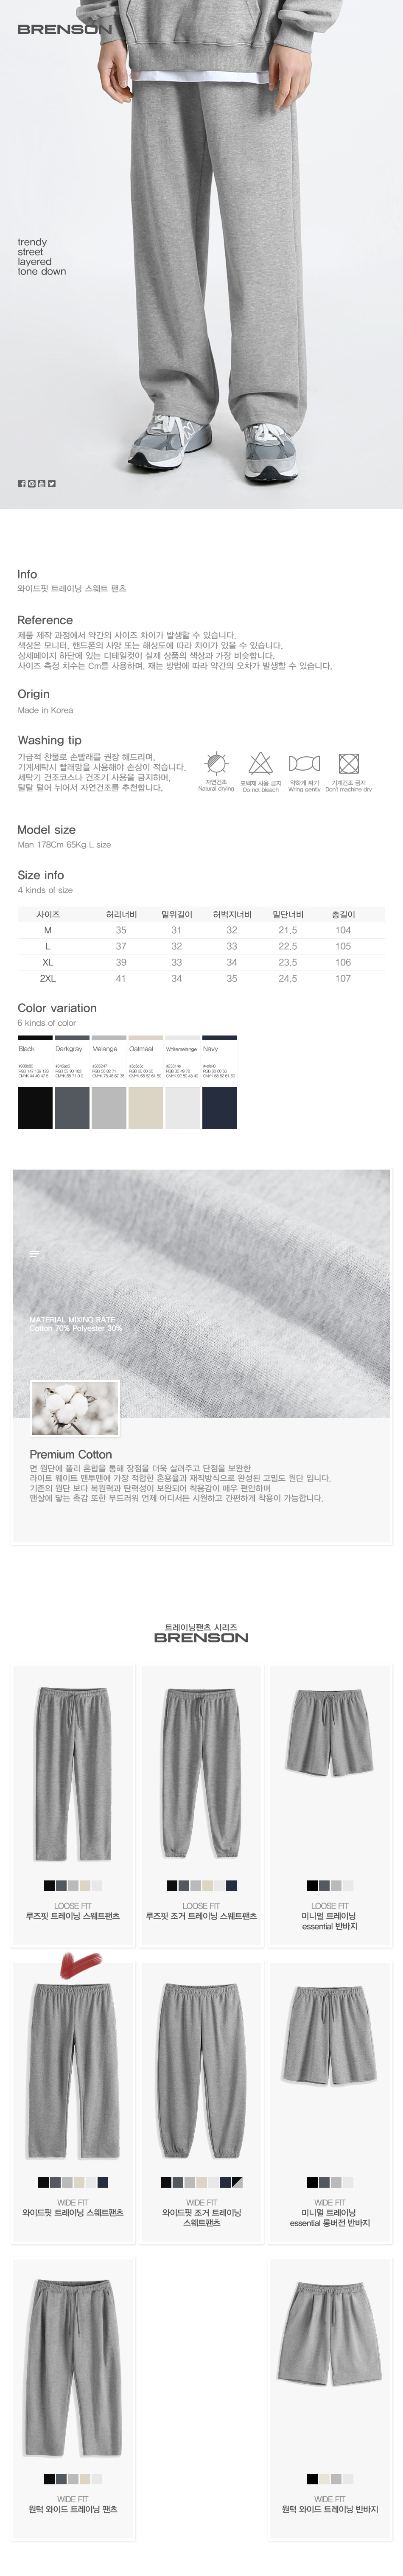 BRENSON
trendy
street
layered
tone down
Info
와이드핏 트레이닝 스웨트 팬츠
Reference
제품 제작 과정에서 약간의 사이즈 차이가 발생할 수 있습니다.
색상은 모니터, 핸드폰의 사양 또는 해상도에 따라 차이가 있을 수 있습니다.
상세페이지 하단에 있는 디테일컷이 실제 상품의 색상과 가장 비슷합니다.
사이즈 측정 치수는 Cm를 사용하며, 재는 방법에 따라 약간의 오차가 발생할 수 있습니다.
Origin
Made in Korea
Washing tip
가급적 찬물로 손빨래를 권장 해드리며,
기계세탁시 빨래망을 사용해야 손상이 적습니다.
세탁기 건조코스나 건조기 사용을 금지하며,
탈탈 털어 뉘어서 자연건조를 추천합니다.
자연건조 표백제 사용 금지 약하게 짜기 기계건조 금지
Natural drying Do not bleach Wring gently Don't machine dry
Model size
Man 178Cm 65Kg L size
Size info
4 kinds of size
사이즈 허리너비 밑위길이 허벅지너비 밑단너비 총길이
M 35 31 32 21,5 104
L 37 32 33 22,5 105
XL 39 33 34 23,5 106
2XL 41 34 35 24,5 107
Color variation
6 kinds of color
Black Darkgray Melange Oatmeal Whitemelange Navy
MATERIAL MIXING RATE
Cotton 70% Polyester 30%
Premium Cotton
면 원단에 폴리 혼합을 통해 장점을 더욱 살려주고 단점을 보완한
라이트 웨이트 맨투맨에 가장 적합한 혼용율과 재직방식으로 완성된 고밀도 원단 입니다.
기존의 원단 보다 복원력과 탄력성이 보완되어 착용감이 매우 편안하며
맨살에 닿는 촉감 또한 부드러워 언제 어디서든 시원하고 간편하게 착용이 가능합니다.
트레이닝팬츠 시리즈
BRENSON
LOOSE FIT
루즈핏 트레이닝 스웨트팬츠
LOOSE FIT
루즈핏 조거 트레이닝 스웨트팬츠
LOOSE FIT
미니멀 트레이닝
essential 반바지
WIDE FIT
와이드핏 트레이닝 스웨트팬츠
WIDE FIT
와이드핏 조거 트레이닝
스웨트팬츠
WIDE FIT
미니멀 트레이닝
essential 롱버전 반바지
WIDE FIT
원턱 와이드 트레이닝 팬츠
WIDE FIT
원턱 와이드 트레이닝 반바지